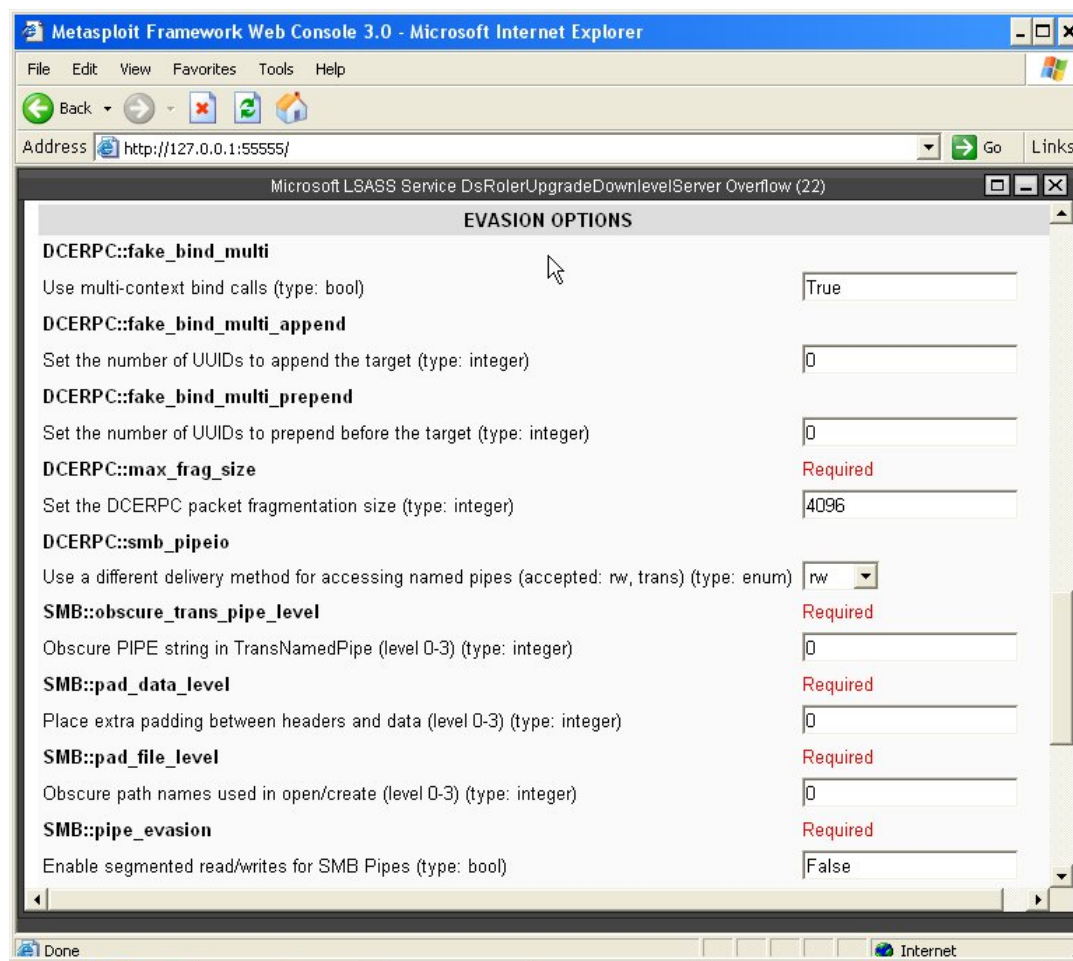 Metasploit Framework Web Console 3.0 - Microsoft Internet Explorer
File Edit View Favorites Tools Help
Back
Address http://127.0.0.1:55555/ Go Links
Microsoft LSASS Service DsRolerUpgradeDownlevelServer Overflow (22)
EVASION OPTIONS
DCERPC::fake_bind_multi
Use multi-context bind calls (type: bool) True
DCERPC::fake_bind_multi_append
Set the number of UUIDs to append the target (type: integer) 0
DCERPC::fake_bind_multi_prepend
Set the number of UUIDs to prepend before the target (type: integer) 0
DCERPC::max_frag_size Required
Set the DCERPC packet fragmentation size (type: integer) 4096
DCERPC::smb_pipeio
Use a different delivery method for accessing named pipes (accepted: rw, trans) (type: enum) rw
SMB::obscure_trans_pipe_level Required
Obscure PIPE string in TransNamedPipe (level 0-3) (type: integer) 0
SMB::pad_data_level Required
Place extra padding between headers and data (level 0-3) (type: integer) 0
SMB::pad_file_level Required
Obscure path names used in open/create (level 0-3) (type: integer) 0
SMB::pipe_evasion Required
Enable segmented read/writes for SMB Pipes (type: bool) False
Done Internet